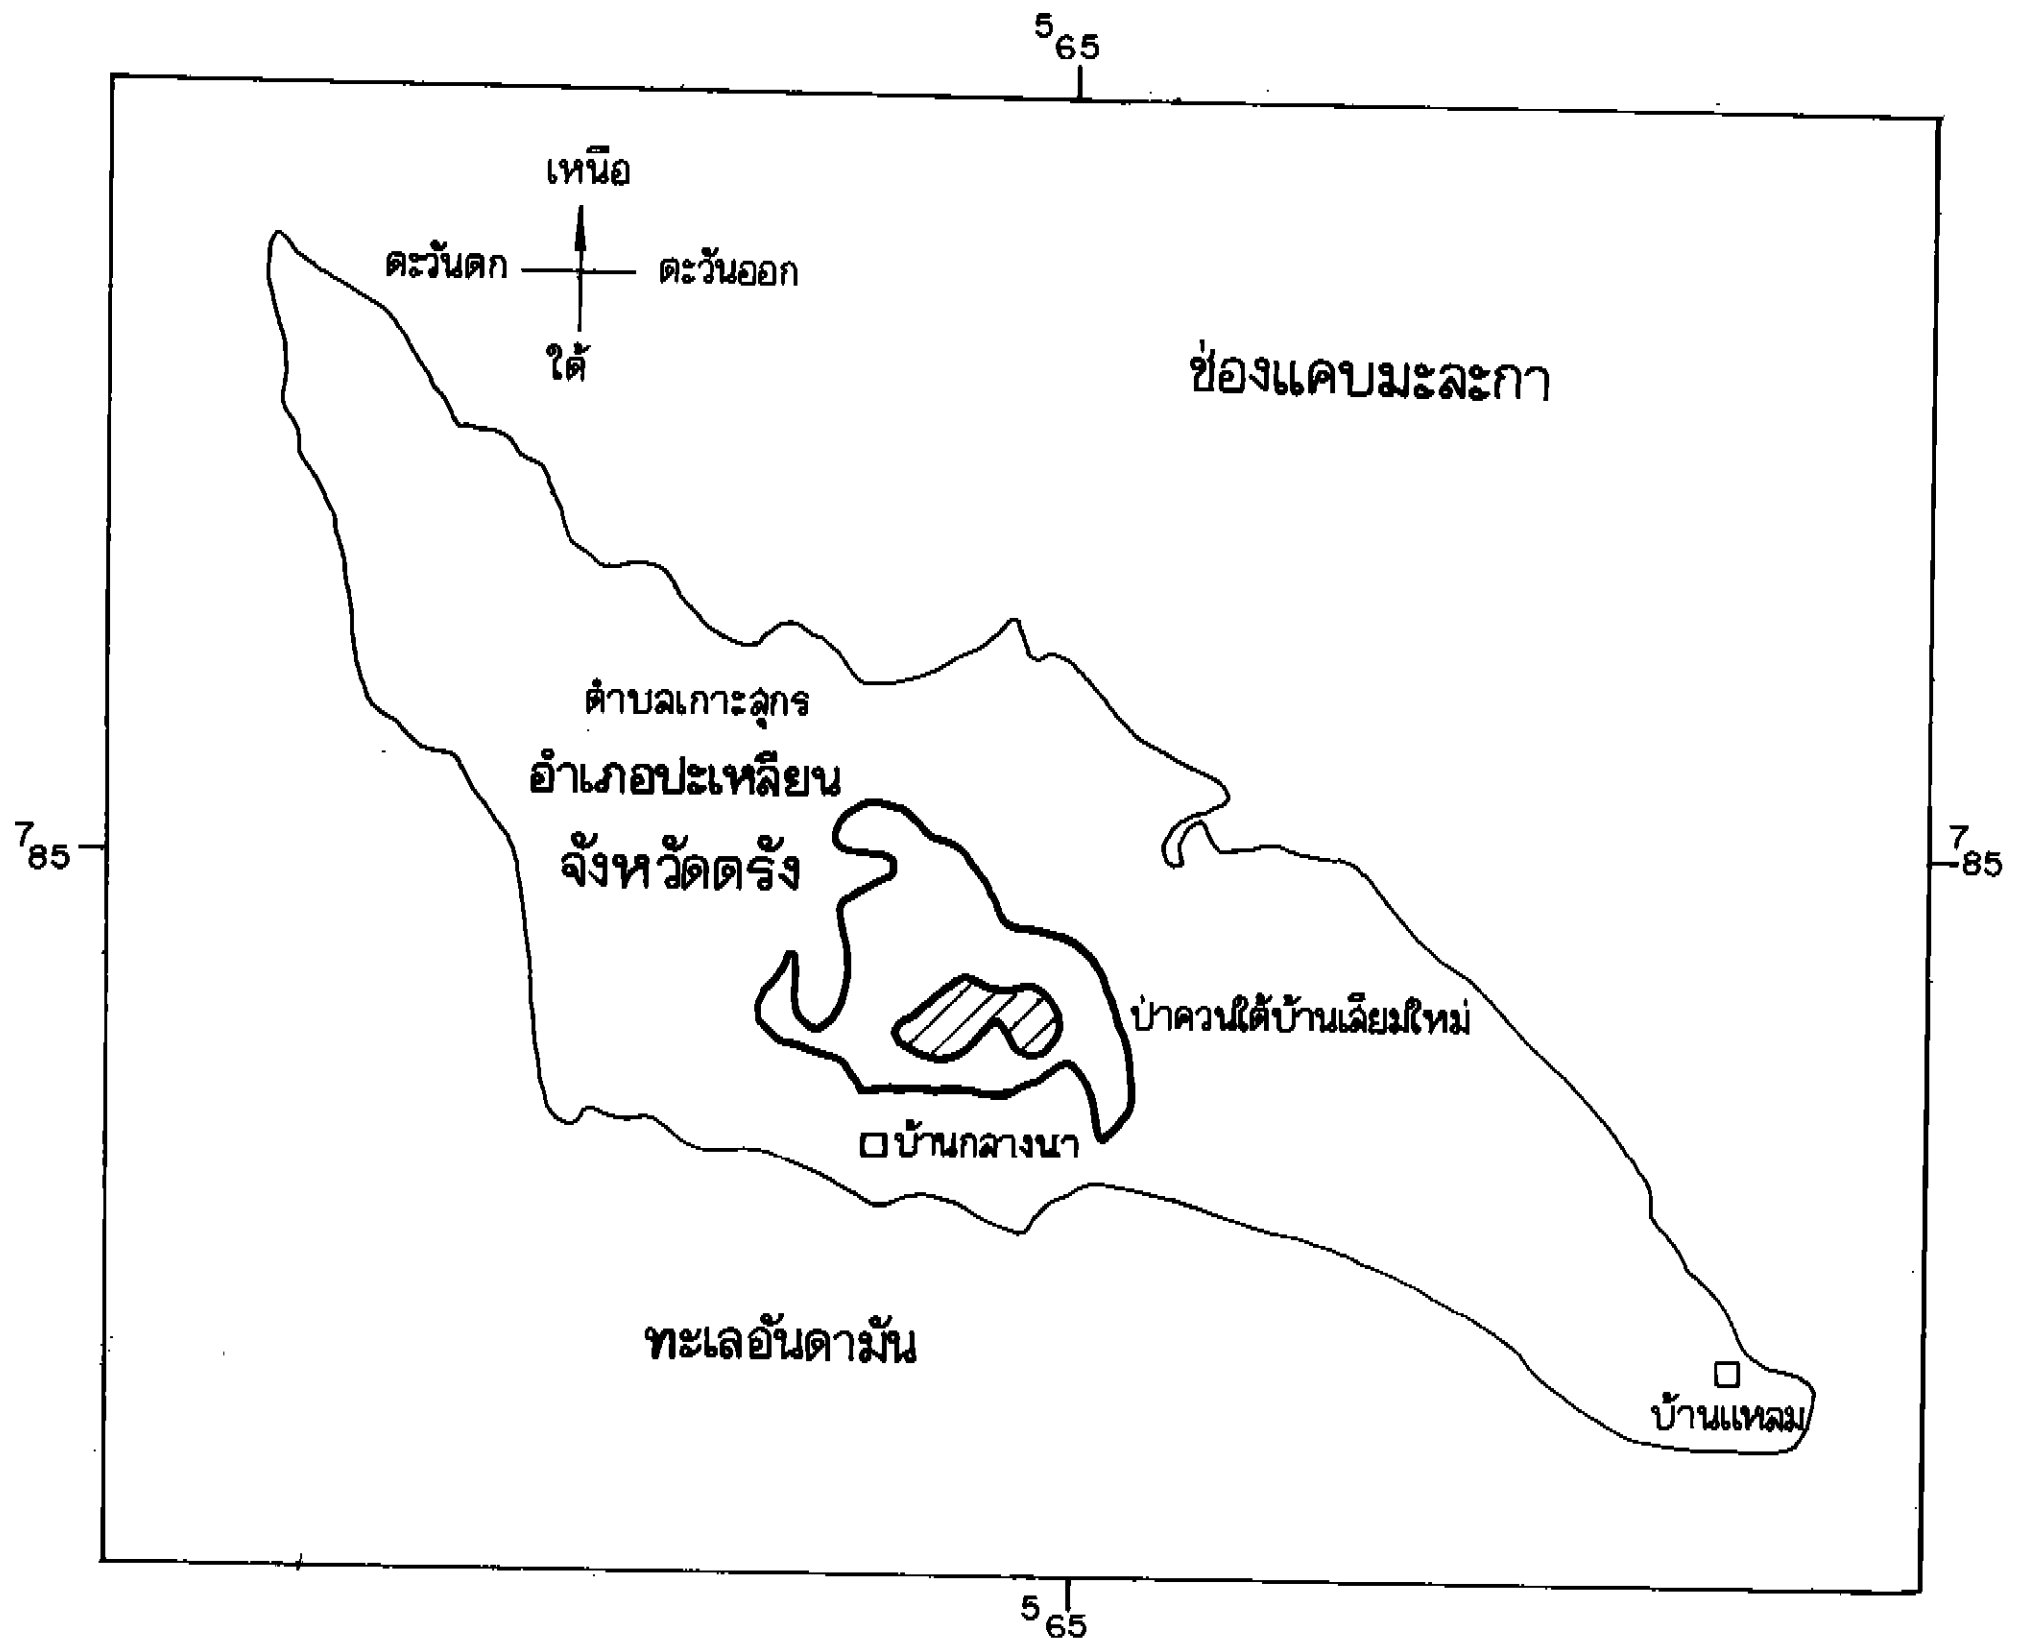 565
เหนือ
ตะวันตก
ตะวันออก
ใต้
ช่องแคบมะละกา
ตำบลเกาะสุกร
อำเภอปะเหลียน
785
785
จังหวัดตรัง
ป่าควนใต้บ้านเสียมใหม่
บ้านกลางนา
ทะเลอันดามัน
บ้านแหลม
565